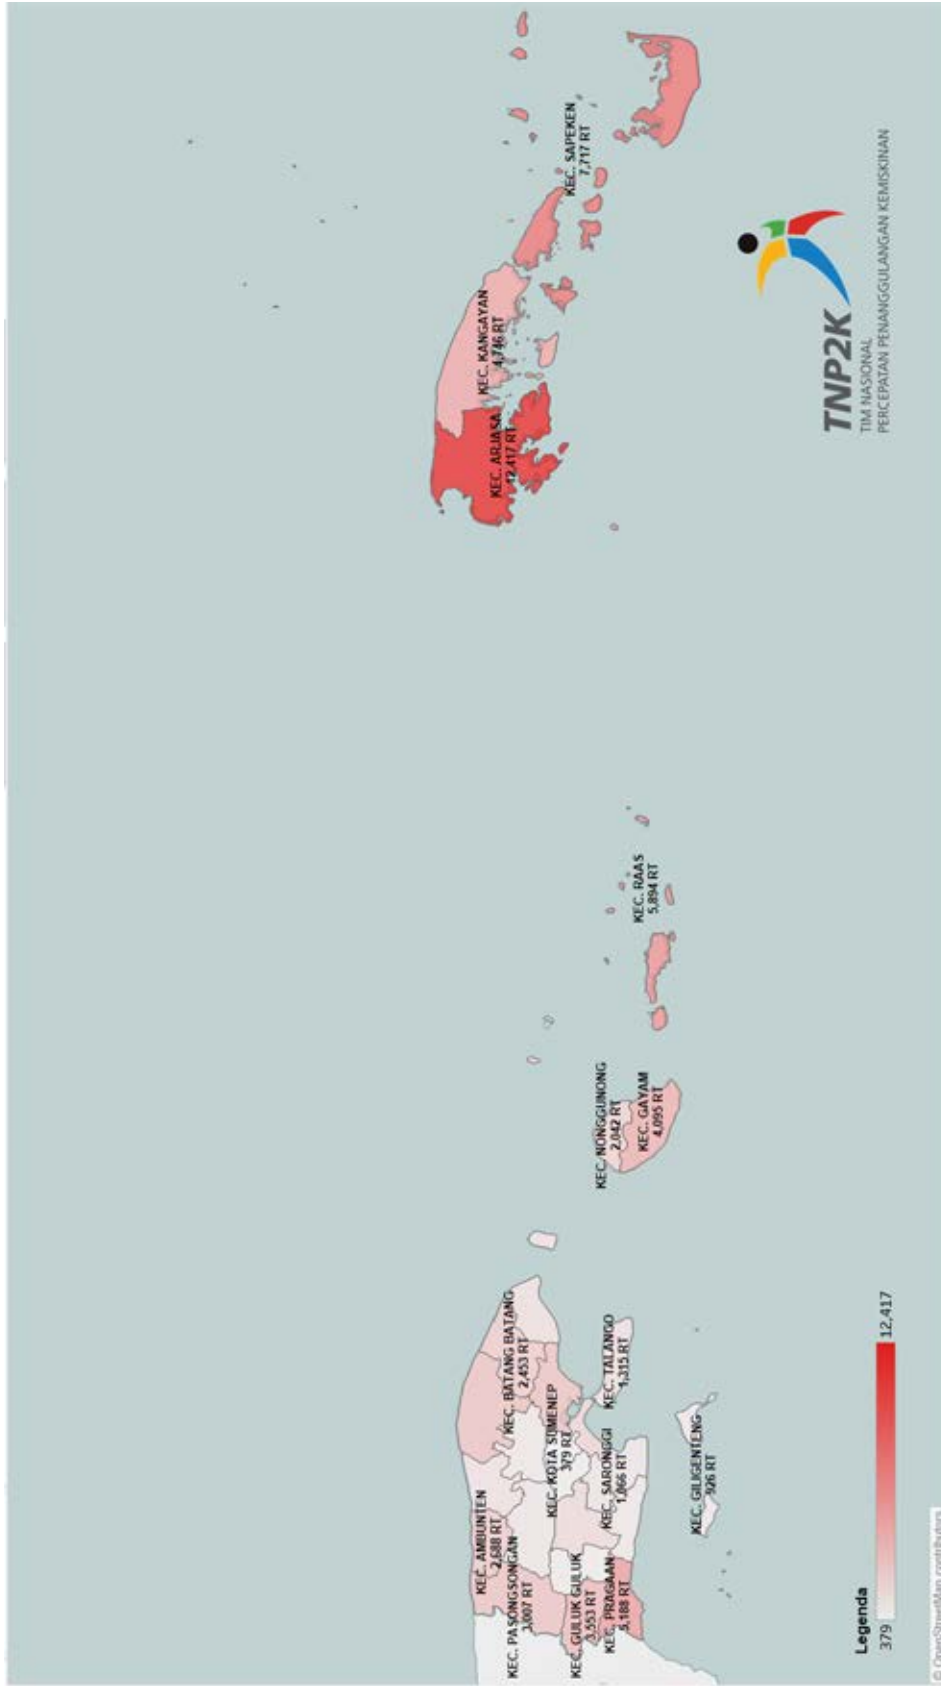 KEC. AMBUNTEN
2,688 RT
KEC. PASONGSONGAN
3,007 RT
KEC. GULUK GULUK
3,553 RT
KEC. PRAGAAN
5,188 RT
KEC. BATANG BATANG
2,453 RT
KEC. KOTA SUMENEP
379 RT
KEC. SARONGGI
1,066 RT
KEC. TALANGO
1,315 RT
KEC. GILIGENTENG
926 RT
KEC. NONGGUNONG
2,042 RT
KEC. GAYAM
4,095 RT
KEC. RAAS
5,894 RT
KEC. ARJASA
12,417 RT
KEC. KANGAYAN
4,746 RT
KEC. SAPEKEN
7,717 RT
Legenda
379
12,417
TNP2K
TIM NASIONAL
PERCEPATAN PENANGGULANGAN KEMISKINAN
© OpenStreetMap contributors